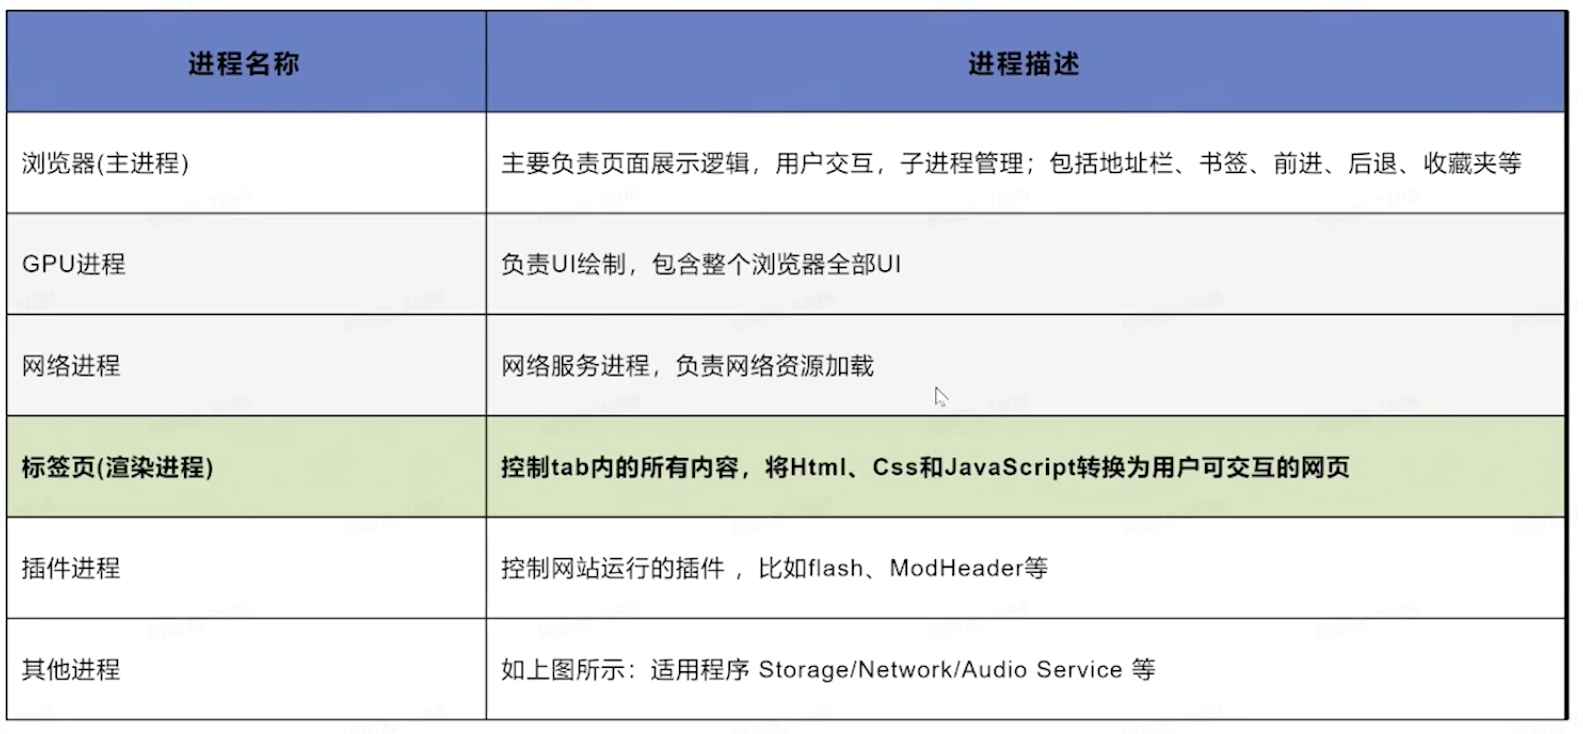 进程名称
进程描述
浏览器(主进程)
主要负责页面展示逻辑，用户交互，子进程管理；包括地址栏、书签、前进、后退、收藏夹等
GPU进程
负责UI绘制，包含整个浏览器全部UI
网络进程
网络服务进程，负责网络资源加载
标签页(渲染进程)
控制tab内的所有内容，将Html、Css和JavaScript转换为用户可交互的网页
插件进程
控制网站运行的插件 ，比如flash、ModHeader等
其他进程
如上图所示：适用程序 Storage/Network/Audio Service 等